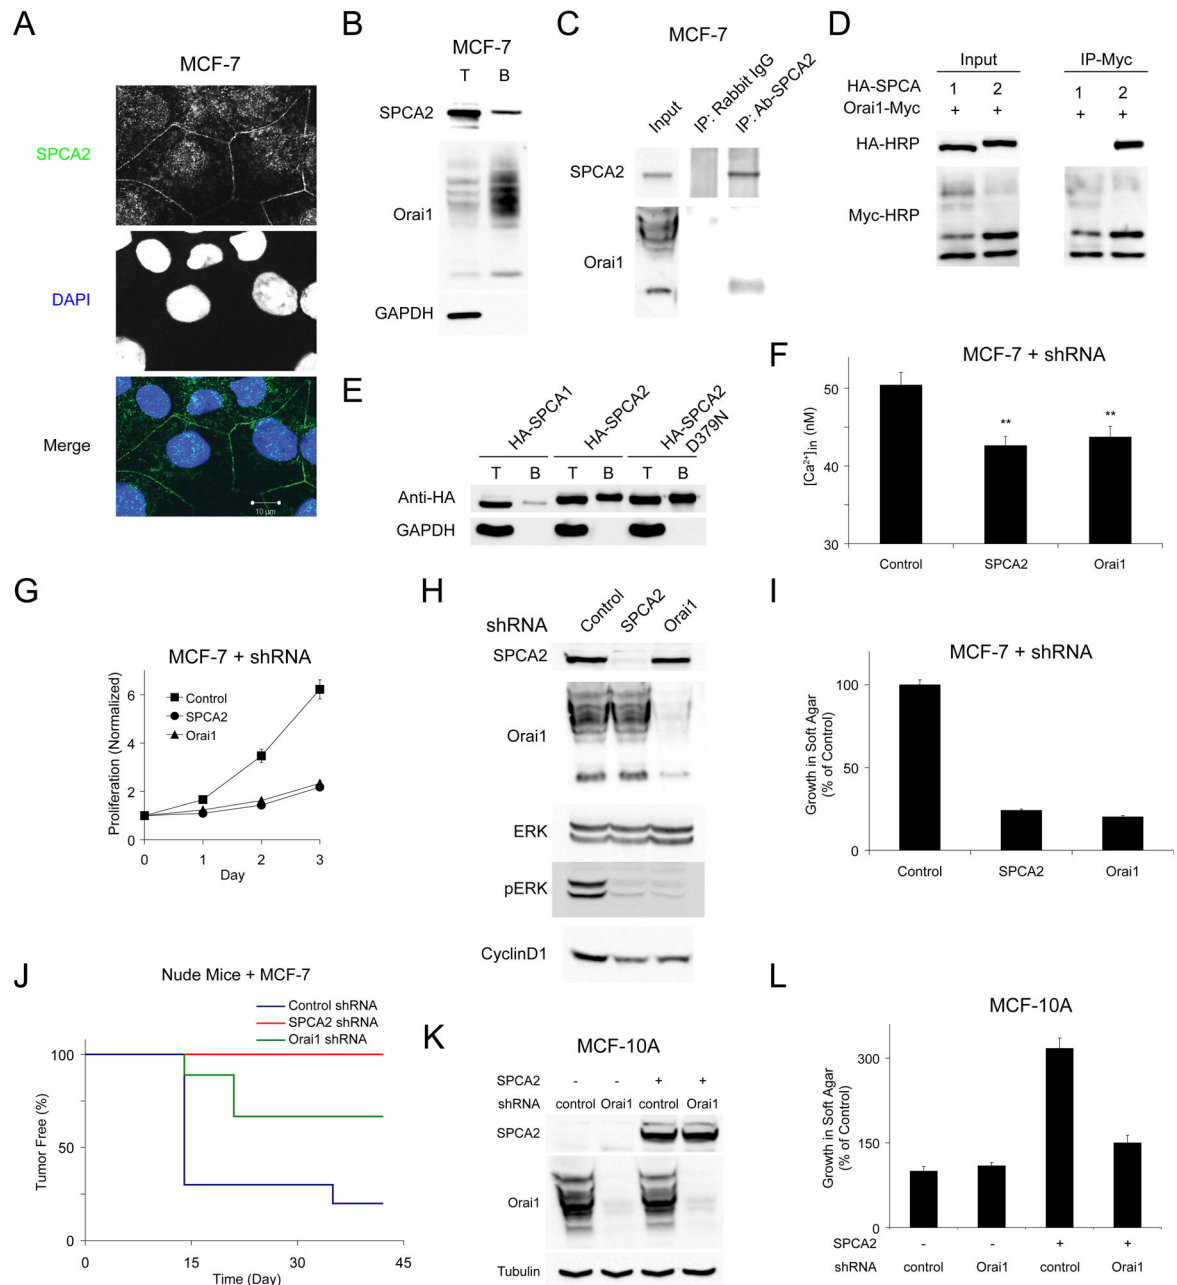 A
MCF-7
SPCA2
DAPI
Merge
10 µm
B
MCF-7
T B
SPCA2
Orai1
GAPDH
C
MCF-7
Input
IP: Rabbit IgG
IP: Ab-SPCA2
SPCA2
Orai1
D
Input IP-Myc
HA-SPCA 1 2 1 2
Orai1-Myc + + + +
HA-HRP
Myc-HRP
E
HA-SPCA1
HA-SPCA2
HA-SPCA2
D379N
T B T B T B
Anti-HA
GAPDH
F
MCF-7 + shRNA
[Ca²⁺]in (nM)
50
40
30
**
**
Control SPCA2 Orai1
G
MCF-7 + shRNA
Proliferation (Normalized)
6
4
2
0
Control
SPCA2
Orai1
0 1 2 3
Day
H
shRNA
Control
SPCA2
Orai1
SPCA2
Orai1
ERK
pERK
CyclinD1
I
MCF-7 + shRNA
Growth in Soft Agar
(% of Control)
100
50
0
Control SPCA2 Orai1
J
Nude Mice + MCF-7
Control shRNA
SPCA2 shRNA
Orai1 shRNA
Tumor Free (%)
100
50
0
0 15 30 45
Time (Day)
K
MCF-10A
SPCA2 - - + +
shRNA control Orai1 control Orai1
SPCA2
Orai1
Tubulin
L
MCF-10A
Growth in Soft Agar
(% of Control)
300
150
0
SPCA2 - - + +
shRNA control Orai1 control Orai1